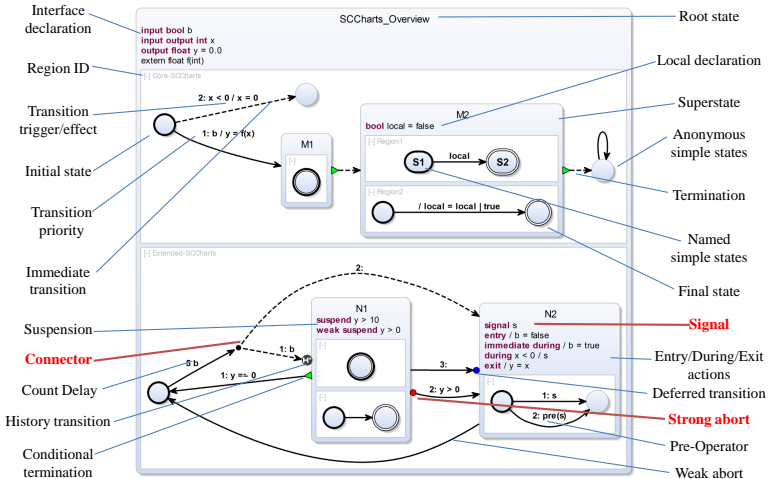 Interface
declaration
Region ID
Transition
trigger/effect
Initial state
Transition
priority
Immediate
transition
Suspension
Connector
Count Delay
History transition
Conditional
termination
SCCharts_Overview
input bool b
input output int x
output float y = 0.0
extern float f(int)
[-] Core-SCCharts
2: x < 0 / x = 0
1: b / y = f(x)
M1
[-]
M2
bool local = false
[-] Region1
S1
local
S2
[-] Region2
/ local = local | true
[-] Extended-SCCharts
2:
5 b
1: b
H*
1: y == 0
N1
suspend y > 10
weak suspend y > 0
[-]
[-]
3:
2: y > 0
N2
signal s
entry / b = false
immediate during / b = true
during x < 0 / s
exit / y = x
[-]
1: s
2: pre(s)
Root state
Local declaration
Superstate
Anonymous
simple states
Termination
Named
simple states
Final state
Signal
Entry/During/Exit
actions
Deferred transition
Strong abort
Pre-Operator
Weak abort